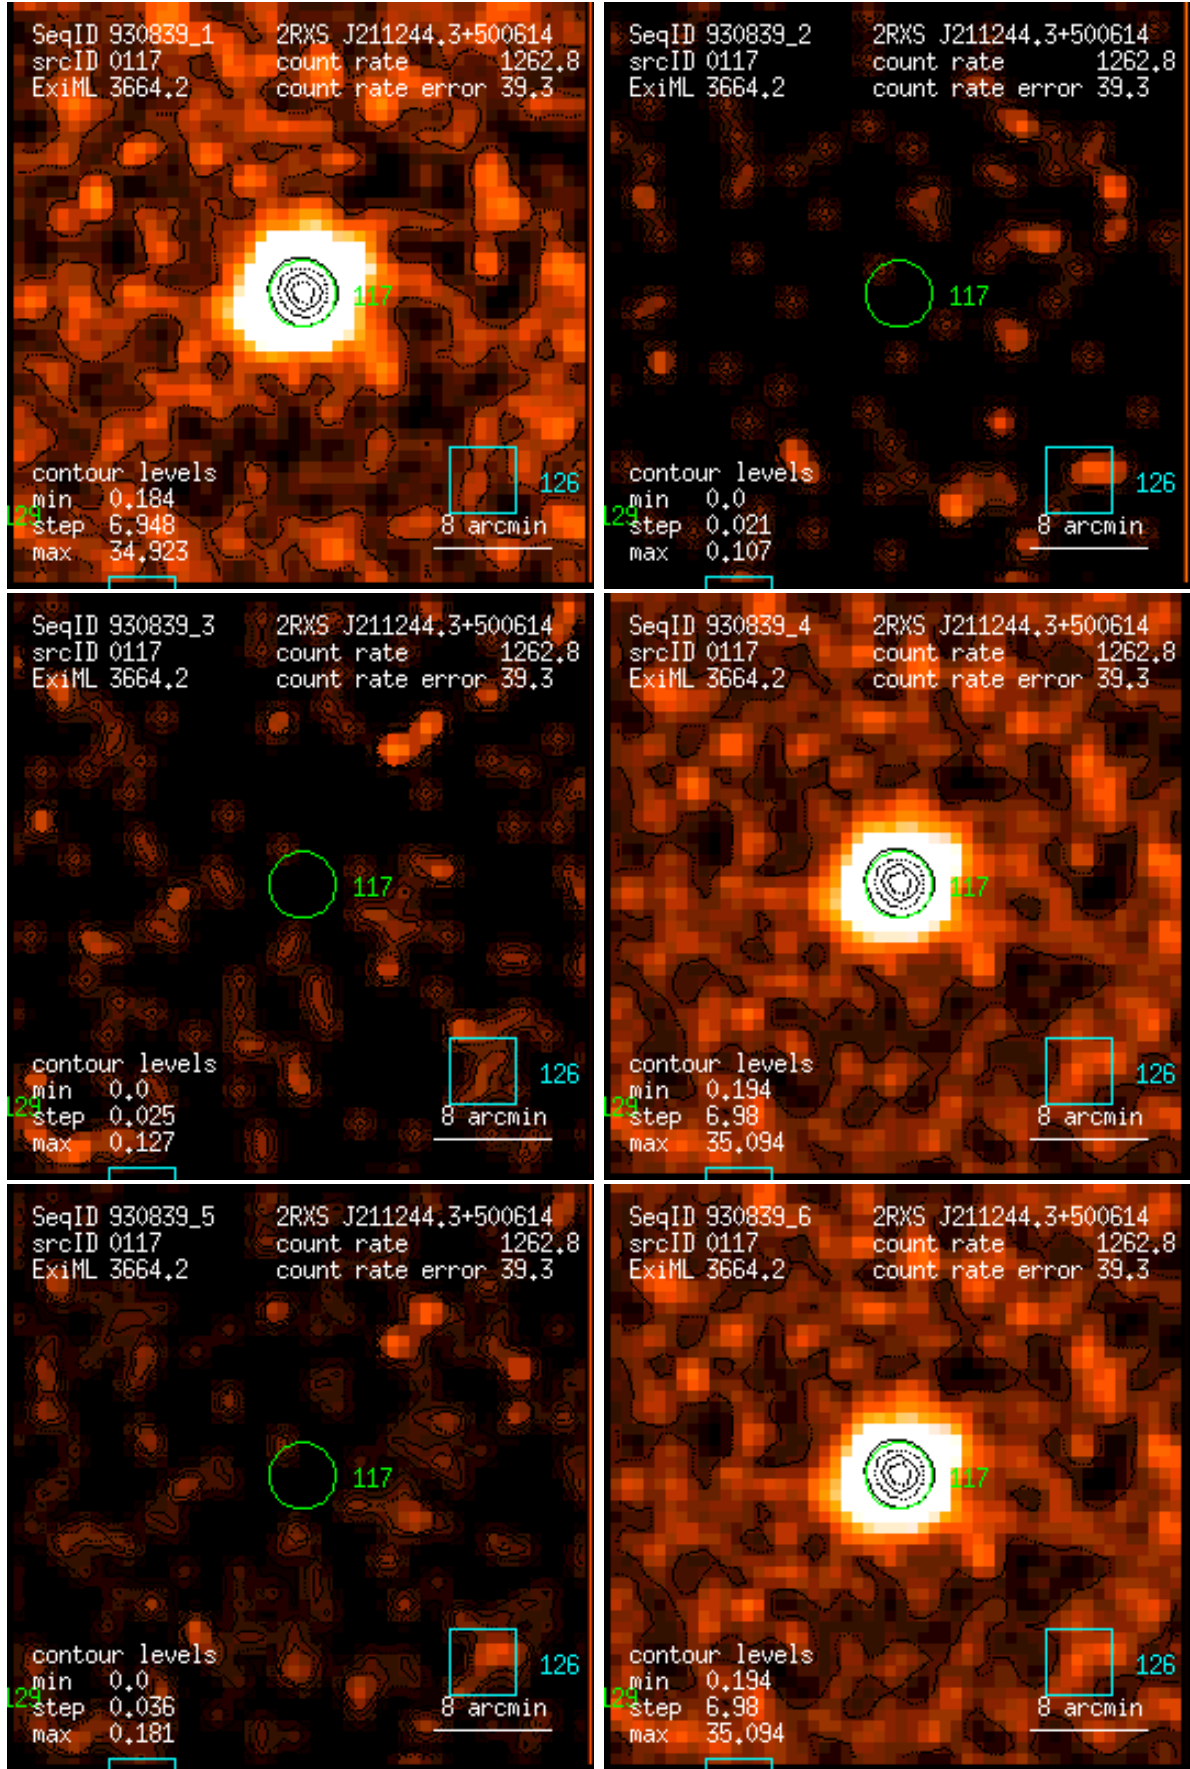 SeqID 930839_1 2RXS J211244.3+500614
srcID 0117 count rate 1262.8
ExiML 3664.2 count rate error 39.3
117
contour levels
min 0.184
126
129
step 6.948
8 arcmin
max 34.923
SeqID 930839_2 2RXS J211244.3+500614
srcID 0117 count rate 1262.8
ExiML 3664.2 count rate error 39.3
117
contour levels
min 0.0
126
129
step 0.021
8 arcmin
max 0.107
SeqID 930839_3 2RXS J211244.3+500614
srcID 0117 count rate 1262.8
ExiML 3664.2 count rate error 39.3
117
contour levels
min 0.0
126
129
step 0.025
8 arcmin
max 0.127
SeqID 930839_4 2RXS J211244.3+500614
srcID 0117 count rate 1262.8
ExiML 3664.2 count rate error 39.3
117
contour levels
min 0.194
126
129
step 6.98
8 arcmin
max 35.094
SeqID 930839_5 2RXS J211244.3+500614
srcID 0117 count rate 1262.8
ExiML 3664.2 count rate error 39.3
117
contour levels
min 0.0
126
129
step 0.036
8 arcmin
max 0.181
SeqID 930839_6 2RXS J211244.3+500614
srcID 0117 count rate 1262.8
ExiML 3664.2 count rate error 39.3
117
contour levels
min 0.194
126
129
step 6.98
8 arcmin
max 35.094